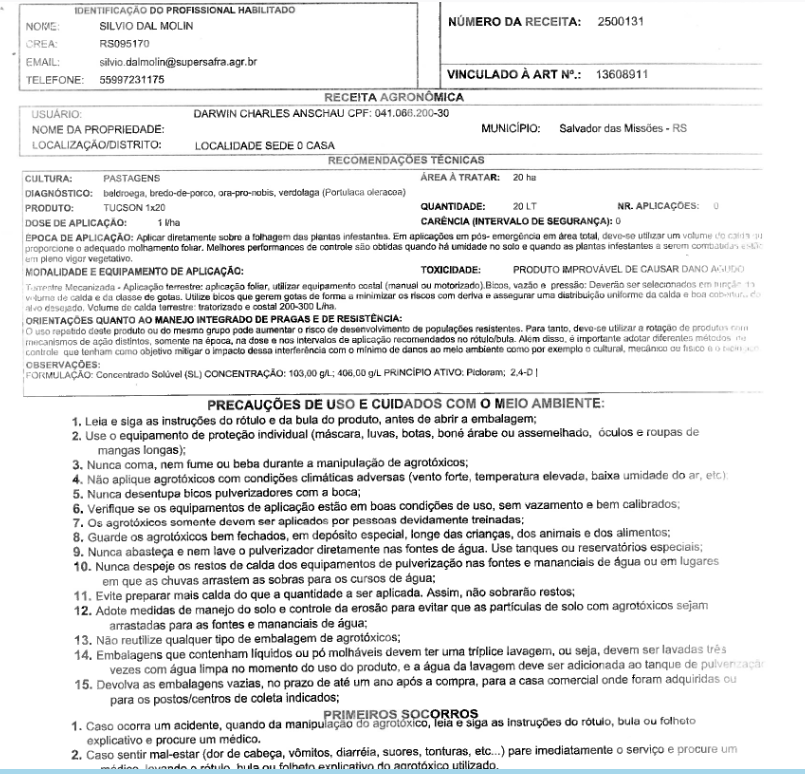 IDENTIFICAÇÃO DO PROFISSIONAL HABILITADO
NOME: SILVIO DAL MOLIN
CREA: RS095170
EMAIL: silvio.dalmolin@supersafra.agr.br
TELEFONE: 55997231175
NÚMERO DA RECEITA: 2500131
VINCULADO À ART Nº.: 13608911
RECEITA AGRONÔMICA
USUÁRIO: DARWIN CHARLES ANSCHAU CPF: 041.066.200-30
NOME DA PROPRIEDADE: MUNICÍPIO: Salvador das Missões - RS
LOCALIZAÇÃO/DISTRITO: LOCALIDADE SEDE 0 CASA
RECOMENDAÇÕES TÉCNICAS
CULTURA: PASTAGENS ÁREA À TRATAR: 20 ha
DIAGNÓSTICO: beldroega, bredo-de-porco, ora-pro-nobis, verdolaga (Portulaca oleracea)
PRODUTO: TUCSON 1x20 QUANTIDADE: 20 LT NR. APLICAÇÕES: 0
DOSE DE APLICAÇÃO: 1 l/ha CARÊNCIA (INTERVALO DE SEGURANÇA): 0
ÉPOCA DE APLICAÇÃO: Aplicar diretamente sobre a folhagem das plantas infestantes. Em aplicações em pós- emergência em área total, deve-se utilizar um volume de calda
proporcione o adequado molhamento foliar. Melhores performances de controle são obtidas quando há umidade no solo e quando as plantas infestantes a serem combatidas
em pleno vigor vegetativo.
MODALIDADE E EQUIPAMENTO DE APLICAÇÃO: TOXICIDADE: PRODUTO IMPROVÁVEL DE CAUSAR DANO AGUDO
Terrestre Mecanizada - Aplicação terrestre: aplicação foliar, utilizar equipamento costal (manual ou motorizado).Bicos, vazão e pressão: Deverão ser selecionados em função do
volume de calda e da classe de gotas. Utilize bicos que gerem gotas de forma a minimizar os riscos com deriva e assegurar uma distribuição uniforme da calda e boa cobertura do
alvo desejado. Volume de calda terrestre: tratorizado e costal 200-300 L/ha.
ORIENTAÇÕES QUANTO AO MANEJO INTEGRADO DE PRAGAS E DE RESISTÊNCIA:
O uso repetido deste produto ou do mesmo grupo pode aumentar o risco de desenvolvimento de populações resistentes. Para tanto, deve-se utilizar a rotação de produtos com
mecanismos de ação distintos, somente na época, na dose e nos intervalos de aplicação recomendados no rótulo/bula. Alem disso, é importante adotar diferentes métodos de
controle que tenham como objetivo mitigar o impacto dessa interferência com o mínimo de danos ao meio ambiente como por exemplo o cultural, mecânico ou físico e o
OBSERVAÇÕES:
FORMULAÇÃO: Concentrado Solúvel (SL) CONCENTRAÇÃO: 103,00 g/L; 406,00 g/L PRINCÍPIO ATIVO: Picloram; 2,4-D |
PRECAUÇÕES DE USO E CUIDADOS COM O MEIO AMBIENTE:
1. Leia e siga as instruções do rótulo e da bula do produto, antes de abrir a embalagem;
2. Use o equipamento de proteção individual (máscara, luvas, botas, boné árabe ou assemelhado, óculos e roupas de
mangas longas);
3. Nunca coma, nem fume ou beba durante a manipulação de agrotóxicos;
4. Não aplique agrotóxicos com condições climáticas adversas (vento forte, temperatura elevada, baixa umidade do ar, etc);
5. Nunca desentupa bicos pulverizadores com a boca;
6. Verifique se os equipamentos de aplicação estão em boas condições de uso, sem vazamento e bem calibrados;
7. Os agrotóxicos somente devem ser aplicados por pessoas devidamente treinadas;
8. Guarde os agrotóxicos bem fechados, em depósito especial, longe das crianças, dos animais e dos alimentos;
9. Nunca abasteça e nem lave o pulverizador diretamente nas fontes de água. Use tanques ou reservatórios especiais;
10. Nunca despeje os restos de calda dos equipamentos de pulverização nas fontes e mananciais de água ou em lugares
em que as chuvas arrastem as sobras para os cursos de água;
11. Evite preparar mais calda do que a quantidade a ser aplicada. Assim, não sobrarão restos;
12. Adote medidas de manejo do solo e controle da erosão para evitar que as partículas de solo com agrotóxicos sejam
arrastadas para as fontes e mananciais de água;
13. Não reutilize qualquer tipo de embalagem de agrotóxicos;
14. Embalagens que contenham líquidos ou pó molháveis devem ter uma tríplice lavagem, ou seja, devem ser lavadas três
vezes com água limpa no momento do uso do produto, e a água da lavagem deve ser adicionada ao tanque de pulverização
15. Devolva as embalagens vazias, no prazo de até um ano após a compra, para a casa comercial onde foram adquiridas ou
para os postos/centros de coleta indicados;
PRIMEIROS SOCORROS
1. Caso ocorra um acidente, quando da manipulação do agrotóxico, leia e siga as instruções do rótulo, bula ou folheto
explicativo e procure um médico.
2. Caso sentir mal-estar (dor de cabeça, vômitos, diarréia, suores, tonturas, etc...) pare imediatamente o serviço e procure um
médico, levando o rótulo, bula ou folheto explicativo do agrotóxico utilizado.